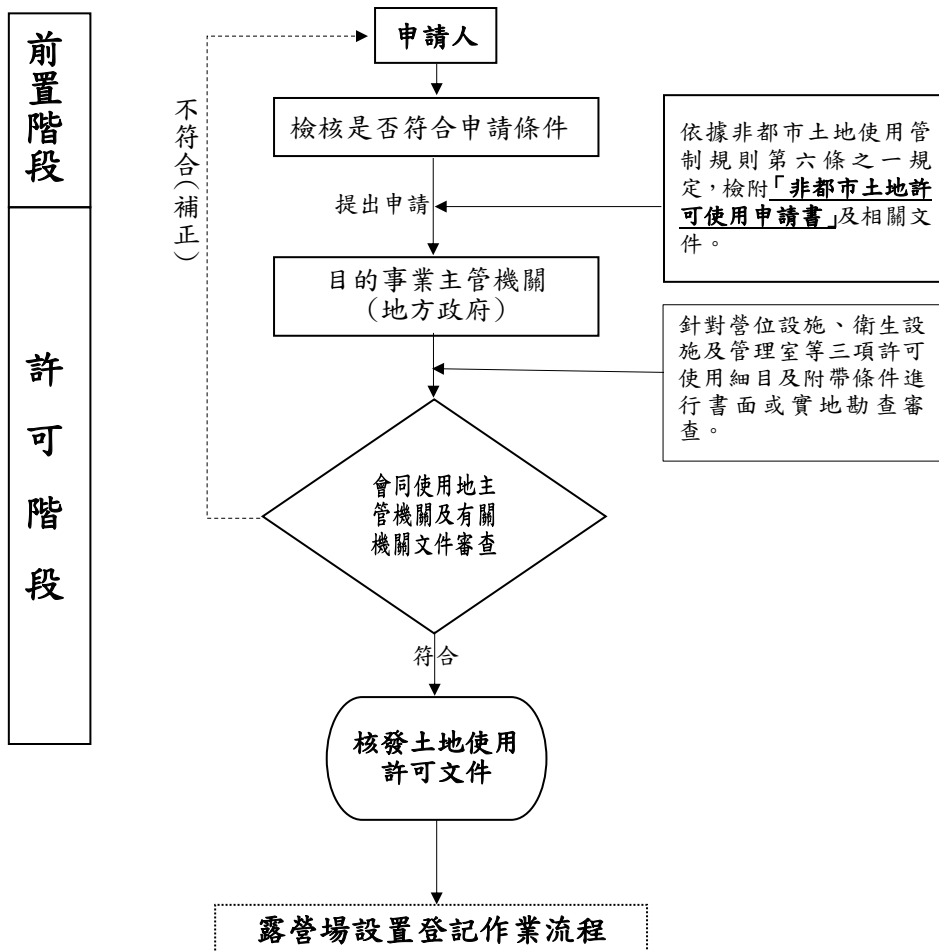 前置階段
申請人
檢核是否符合申請條件
不符合(補正)
提出申請
依據非都市土地使用管
制規則第六條之一規
定，檢附「非都市土地許
可使用申請書」及相關文
件。
許可階段
目的事業主管機關
(地方政府)
針對營位設施、衛生設
施及管理室等三項許可
使用細目及附帶條件進
行書面或實地勘查審
查。
會同使用地主
管機關及有關
機關文件審查
符合
核發土地使用
許可文件
露營場設置登記作業流程